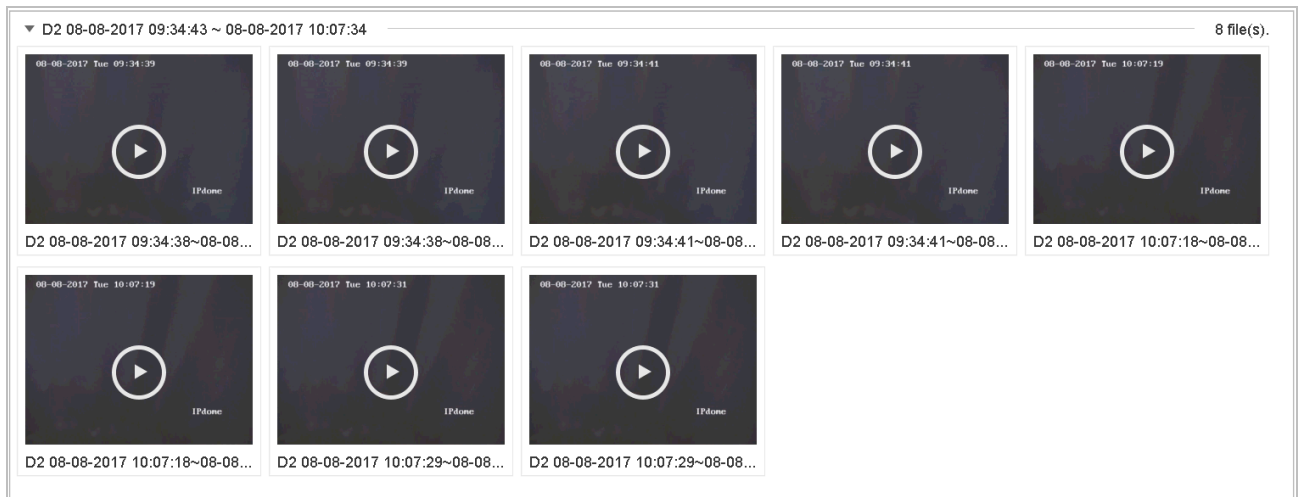 D2 08-08-2017 09:34:43 ~ 08-08-2017 10:07:34 8 file(s).
08-08-2017 Tue 09:34:39
IPdome
D2 08-08-2017 09:34:38~08-08...
08-08-2017 Tue 09:34:39
IPdome
D2 08-08-2017 09:34:38~08-08...
08-08-2017 Tue 09:34:41
IPdome
D2 08-08-2017 09:34:41~08-08...
08-08-2017 Tue 09:34:41
IPdome
D2 08-08-2017 09:34:41~08-08...
08-08-2017 Tue 10:07:19
IPdome
D2 08-08-2017 10:07:18~08-08...
08-08-2017 Tue 10:07:19
IPdome
D2 08-08-2017 10:07:18~08-08...
08-08-2017 Tue 10:07:31
IPdome
D2 08-08-2017 10:07:29~08-08...
08-08-2017 Tue 10:07:31
IPdome
D2 08-08-2017 10:07:29~08-08...